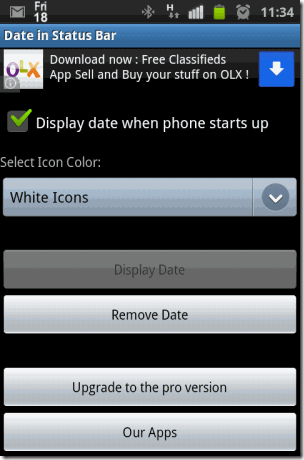 Fri
18
H
11:34
Date in Status Bar
OLX
Download now : Free Classifieds
App Sell and Buy your stuff on OLX !
Display date when phone starts up
Select Icon Color:
White Icons
Display Date
Remove Date
Upgrade to the pro version
Our Apps